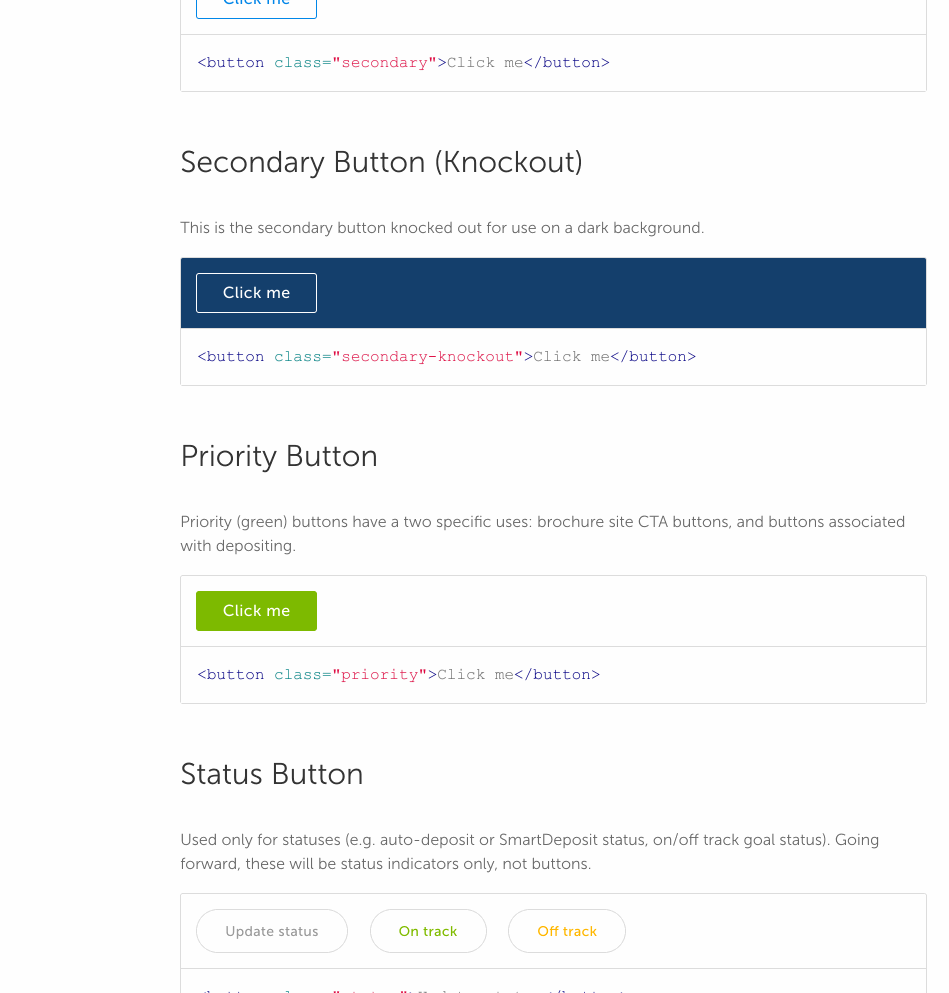 Click me
<button class="secondary">Click me</button>
Secondary Button (Knockout)
This is the secondary button knocked out for use on a dark background.
Click me
<button class="secondary-knockout">Click me</button>
Priority Button
Priority (green) buttons have a two specific uses: brochure site CTA buttons, and buttons associated
with depositing.
Click me
<button class="priority">Click me</button>
Status Button
Used only for statuses (e.g. auto-deposit or SmartDeposit status, on/off track goal status). Going
forward, these will be status indicators only, not buttons.
Update status On track Off track